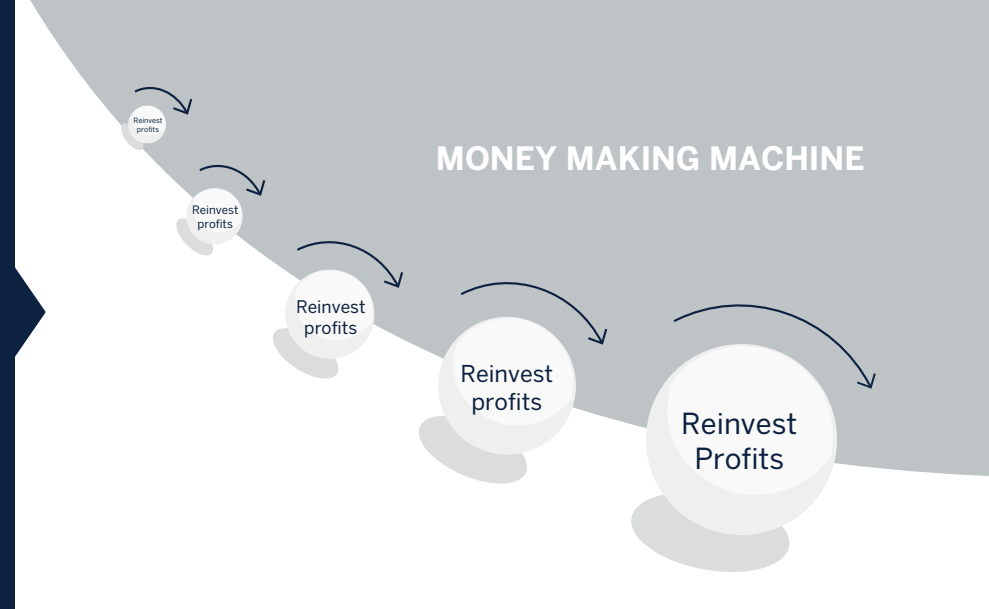 MONEY MAKING MACHINE
Reinvest
profits
Reinvest
profits
Reinvest
profits
Reinvest
profits
Reinvest
Profits